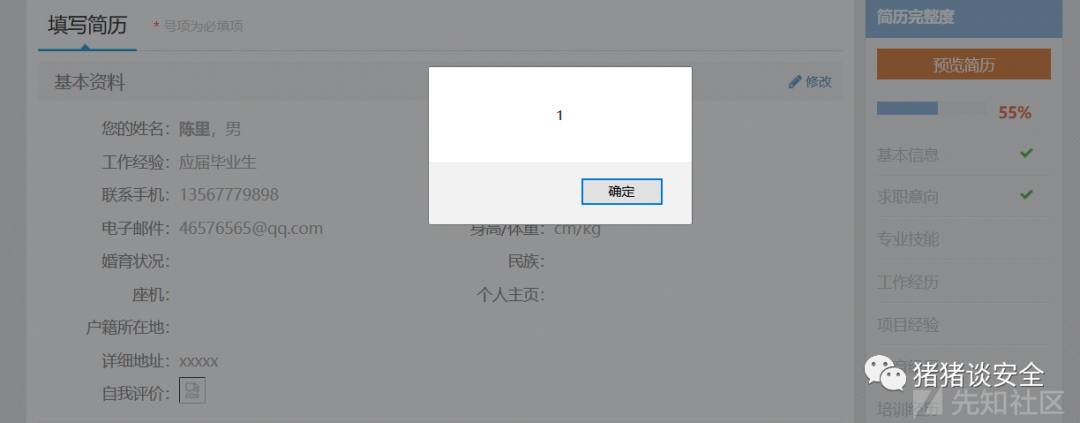 填写简历 * 号项为必填项
基本资料 修改
您的姓名：陈里，男
工作经验：应届毕业生
联系手机：13567779898
电子邮件：46576565@qq.com 身高/体重：cm/kg
婚育状况： 民族：
座机： 个人主页：
户籍所在地：
详细地址：xxxxx
自我评价：
1
确定
简历完整度
预览简历
55%
基本信息
求职意向
专业技能
工作经历
项目经验
培训经历
猪猪谈安全
先知社区